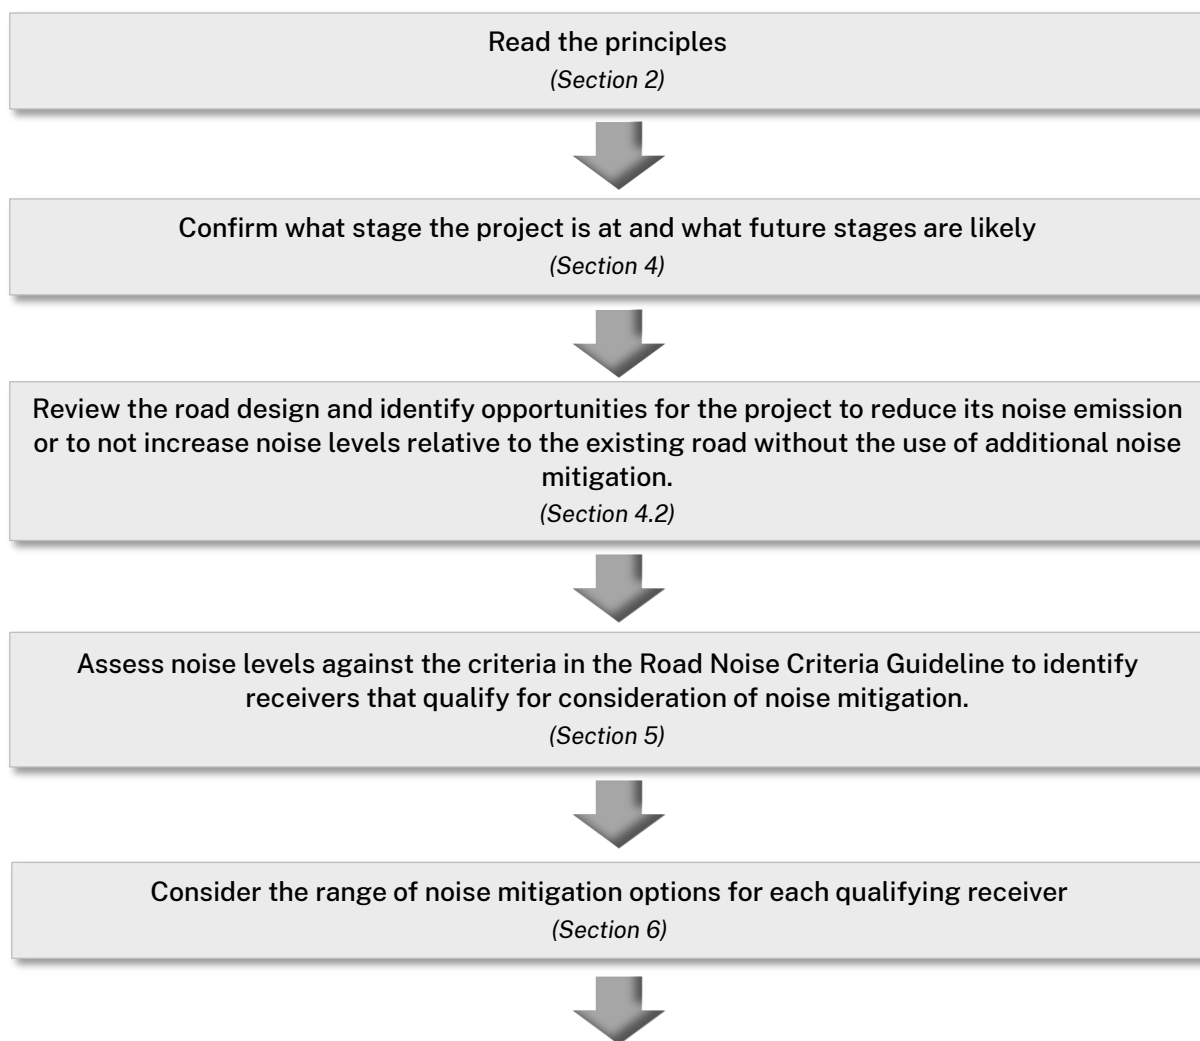 Read the principles
(Section 2)
Confirm what stage the project is at and what future stages are likely
(Section 4)
Review the road design and identify opportunities for the project to reduce its noise emission
or to not increase noise levels relative to the existing road without the use of additional noise
mitigation.
(Section 4.2)
Assess noise levels against the criteria in the Road Noise Criteria Guideline to identify
receivers that qualify for consideration of noise mitigation.
(Section 5)
Consider the range of noise mitigation options for each qualifying receiver
(Section 6)